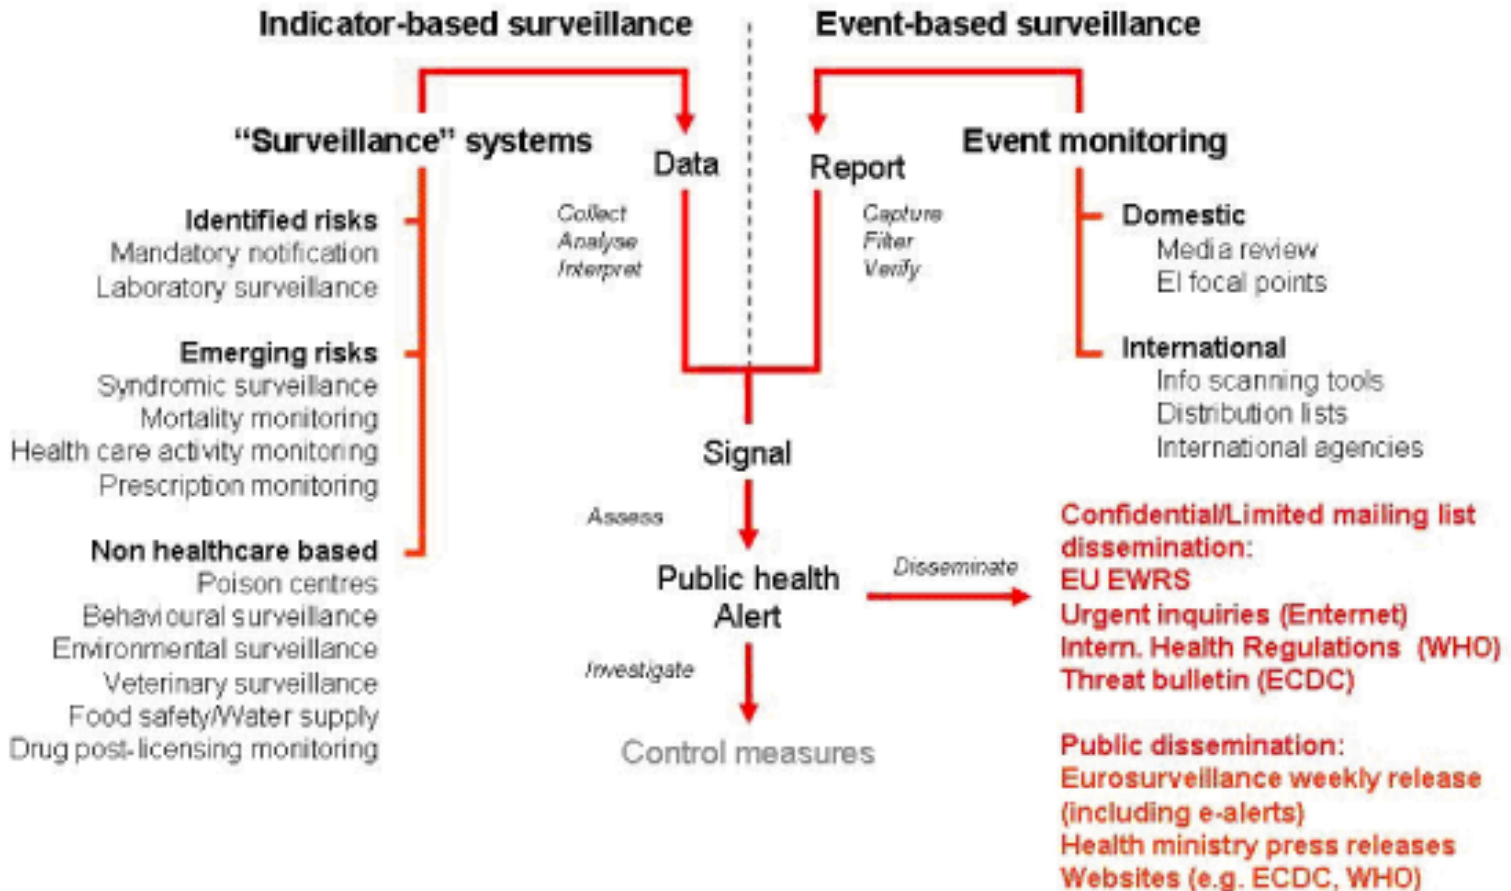 Indicator-based surveillance
Event-based surveillance
“Surveillance” systems
Data
Report
Event monitoring
Collect
Analyse
Interpret
Capture
Filter
Verify
Identified risks
Mandatory notification
Laboratory surveillance
Emerging risks
Syndromic surveillance
Mortality monitoring
Health care activity monitoring
Prescription monitoring
Non healthcare based
Poison centres
Behavioural surveillance
Environmental surveillance
Veterinary surveillance
Food safety/Water supply
Drug post-licensing monitoring
Domestic
Media review
EI focal points
International
Info scanning tools
Distribution lists
International agencies
Signal
Assess
Public health
Alert
Disseminate
Investigate
Control measures
Confidential/Limited mailing list
dissemination:
EU EWRS
Urgent inquiries (Enternet)
Intern. Health Regulations (WHO)
Threat bulletin (ECDC)
Public dissemination:
Eurosurveillance weekly release
(including e-alerts)
Health ministry press releases
Websites (e.g. ECDC, WHO)